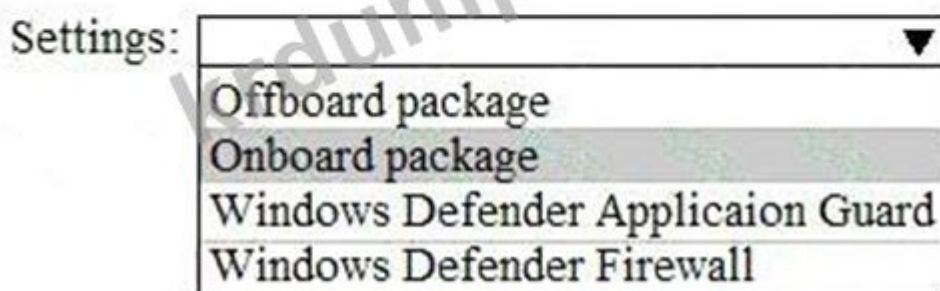 Settings:
Offboard package
Onboard package
Windows Defender Applicaion Guard
Windows Defender Firewall